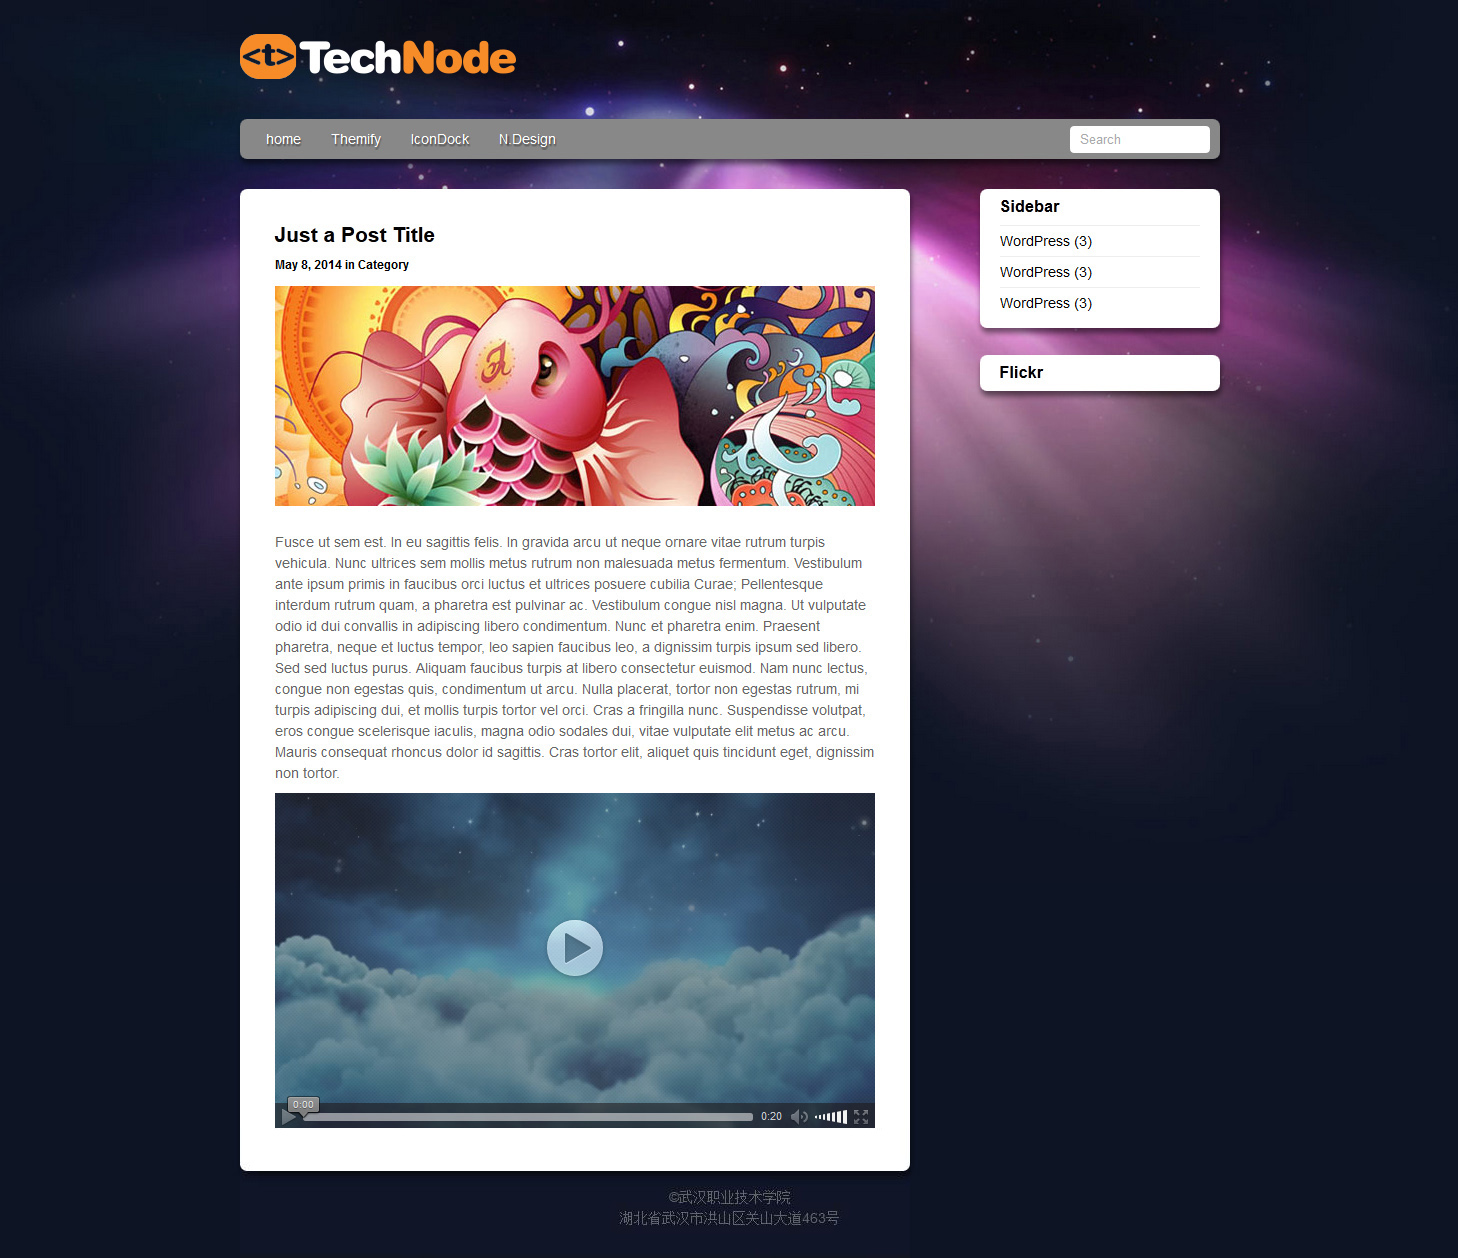 <t> TechNode
home Themify IconDock N.Design Search
Just a Post Title
May 8, 2014 in Category
Fusce ut sem est. In eu sagittis felis. In gravida arcu ut neque ornare vitae rutrum turpis
vehicula. Nunc ultrices sem mollis metus rutrum non malesuada metus fermentum. Vestibulum
ante ipsum primis in faucibus orci luctus et ultrices posuere cubilia Curae; Pellentesque
interdum rutrum quam, a pharetra est pulvinar ac. Vestibulum congue nisl magna. Ut vulputate
odio id dui convallis in adipiscing libero condimentum. Nunc et pharetra enim. Praesent
pharetra, neque et luctus tempor, leo sapien faucibus leo, a dignissim turpis ipsum sed libero.
Sed sed luctus purus. Aliquam faucibus turpis at libero consectetur euismod. Nam nunc lectus,
congue non egestas quis, condimentum ut arcu. Nulla placerat, tortor non egestas rutrum, mi
turpis adipiscing dui, et mollis turpis tortor vel orci. Cras a fringilla nunc. Suspendisse volutpat,
eros congue scelerisque iaculis, magna odio sodales dui, vitae vulputate elit metus ac arcu.
Mauris consequat rhoncus dolor id sagittis. Cras tortor elit, aliquet quis tincidunt eget, dignissim
non tortor.
0:00
0:20
Sidebar
WordPress (3)
WordPress (3)
WordPress (3)
Flickr
©武汉职业技术学院
湖北省武汉市洪山区关山大道463号